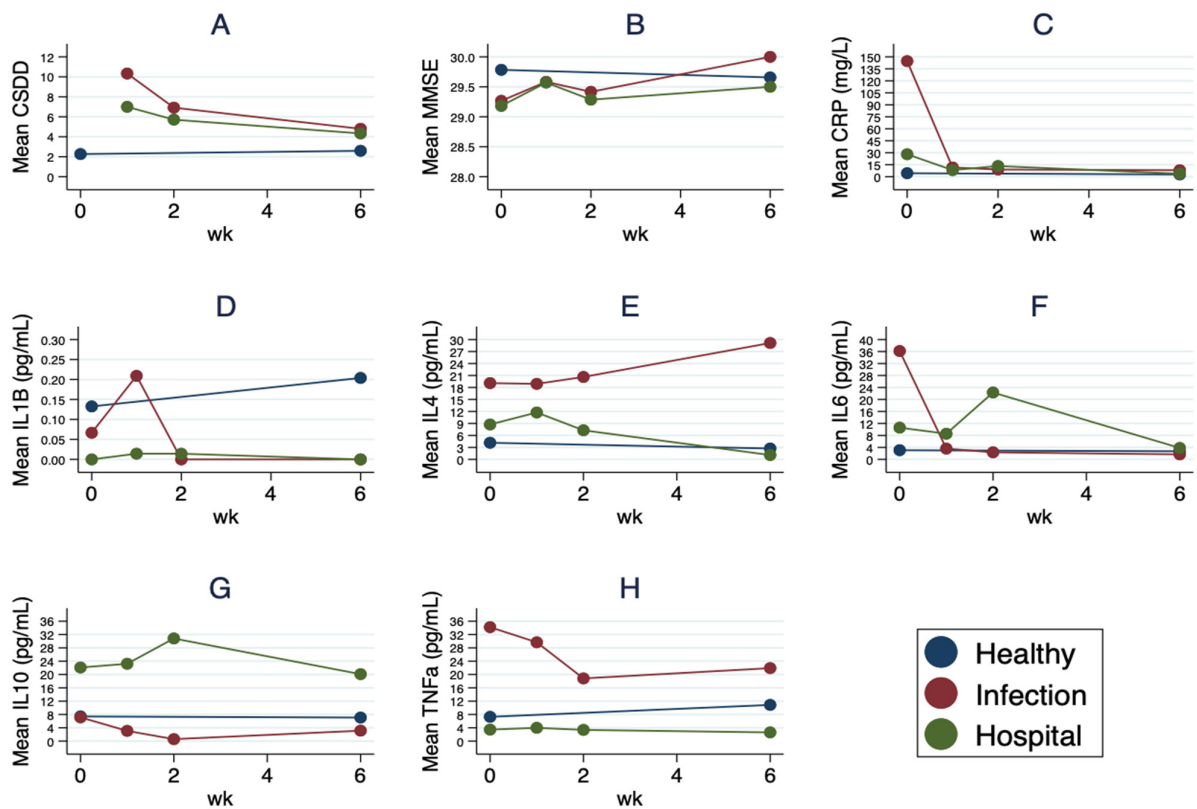 A
Mean CSDD
12
10
8
6
4
2
0
0 2 4 6
wk
B
Mean MMSE
30.0
29.5
29.0
28.5
28.0
0 2 4 6
wk
C
Mean CRP (mg/L)
150
135
120
105
90
75
60
45
30
15
0
0 2 4 6
wk
D
Mean IL1B (pg/mL)
0.30
0.25
0.20
0.15
0.10
0.05
0.00
0 2 4 6
wk
E
Mean IL4 (pg/mL)
30
27
24
21
18
15
12
9
6
3
0
0 2 4 6
wk
F
Mean IL6 (pg/mL)
40
36
32
28
24
20
16
12
8
4
0
0 2 4 6
wk
G
Mean IL10 (pg/mL)
36
32
28
24
20
16
12
8
4
0
0 2 4 6
wk
H
Mean TNFa (pg/mL)
36
32
28
24
20
16
12
8
4
0
0 2 4 6
wk
Healthy
Infection
Hospital